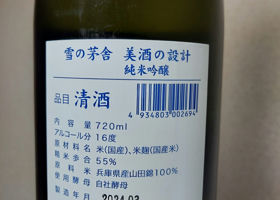 雪の茅舎 美酒の設計
純米吟醸
品目 清酒
4934803002694
内容量 720ml
アルコール分 16度
原材料名 米(国産)、米麹(国産米)
精米歩合 55%
原料米 兵庫県産山田錦100%
使用酵母 自社酵母
製造年月 2024.03